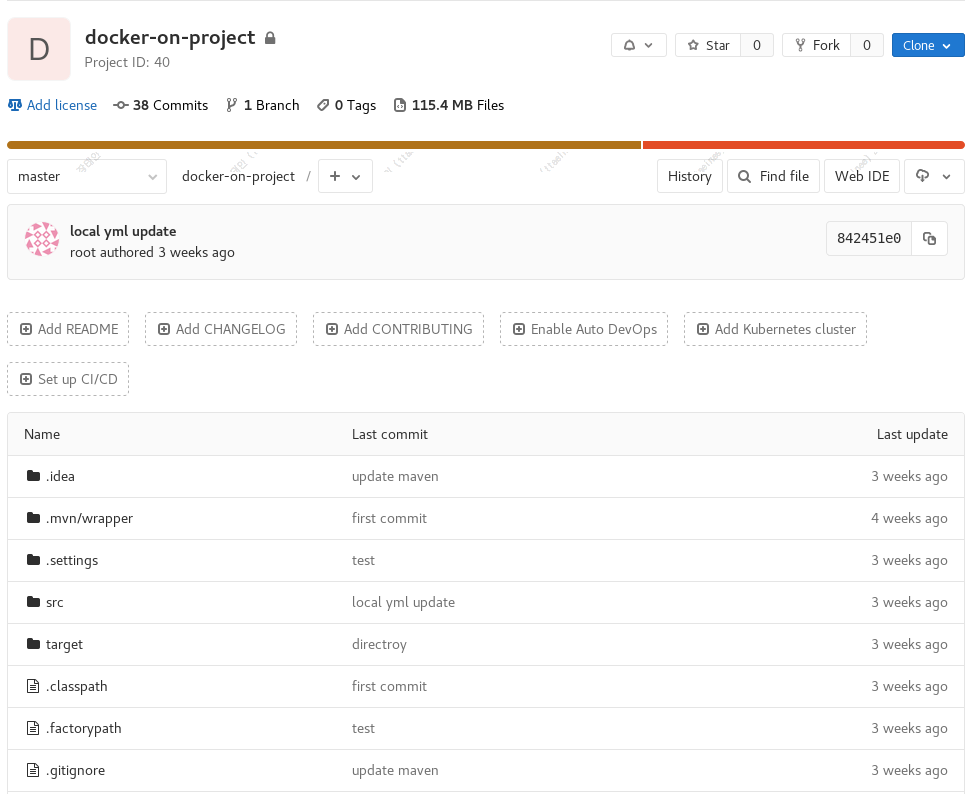 D
docker-on-project
Project ID: 40
Star 0
Fork 0
Clone
Add license
38 Commits
1 Branch
0 Tags
115.4 MB Files
master
docker-on-project /
History
Find file
Web IDE
local yml update
root authored 3 weeks ago
842451e0
Add README
Add CHANGELOG
Add CONTRIBUTING
Enable Auto DevOps
Add Kubernetes cluster
Set up CI/CD
Name Last commit Last update
.idea update maven 3 weeks ago
.mvn/wrapper first commit 4 weeks ago
.settings test 3 weeks ago
src local yml update 3 weeks ago
target directroy 3 weeks ago
.classpath first commit 3 weeks ago
.factorypath test 3 weeks ago
.gitignore update maven 3 weeks ago